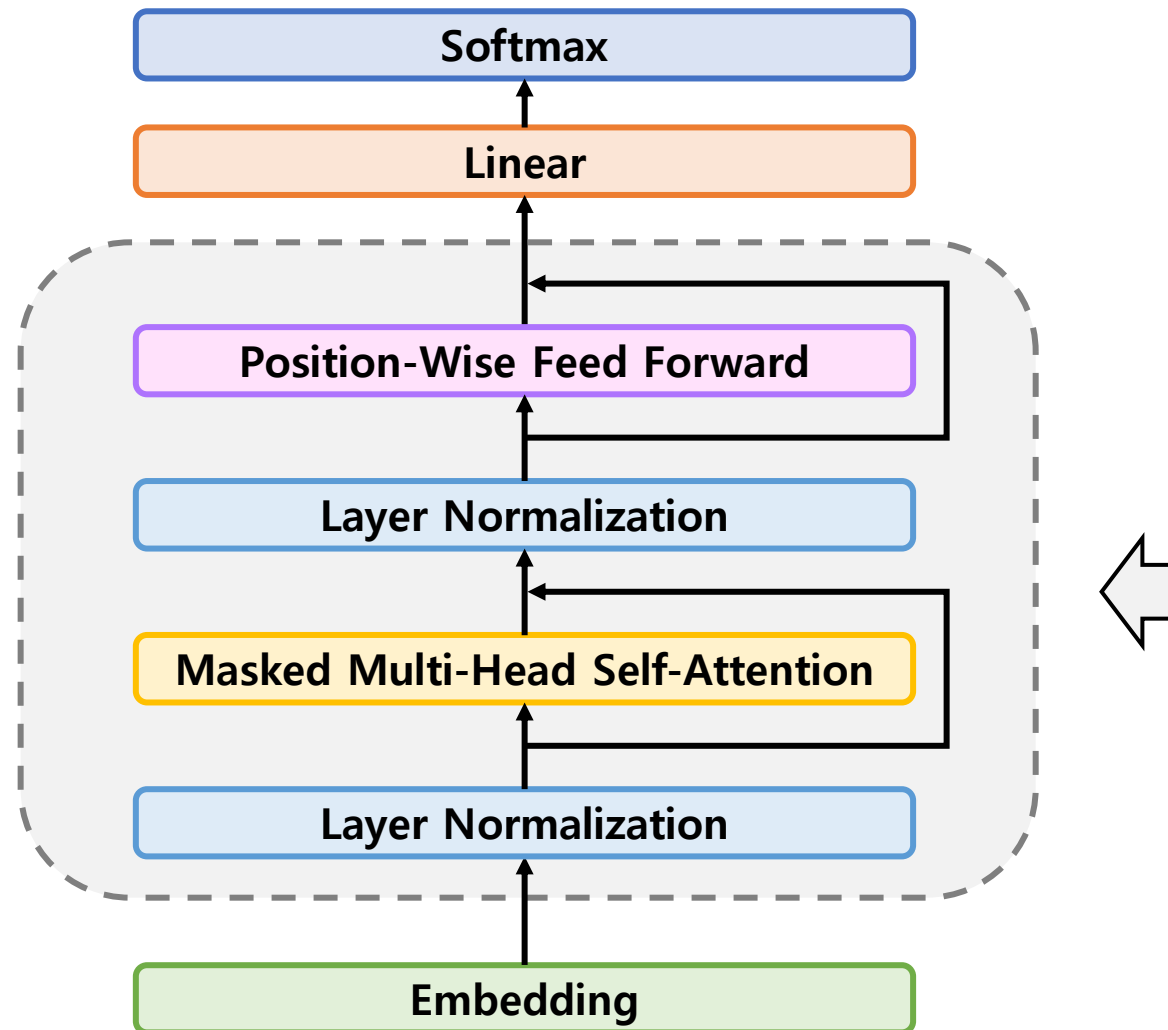 Softmax
Linear
Position-Wise Feed Forward
Layer Normalization
Masked Multi-Head Self-Attention
Layer Normalization
Embedding